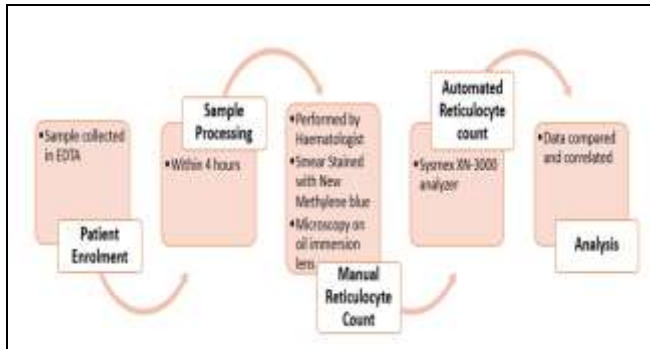 •Sample collected
in EDTA
Patient
Enrolment
Sample
Processing
•Within 4 hours
•Performed by
Haematologist
•Smear Stained
with New
Methylene blue
•Microscopy on
oil immersion
lens
Manual
Reticulocyte
Count
Automated
Reticulocyte
count
•Sysmex XN-3000
analyzer
•Data compared
and correlated
Analysis